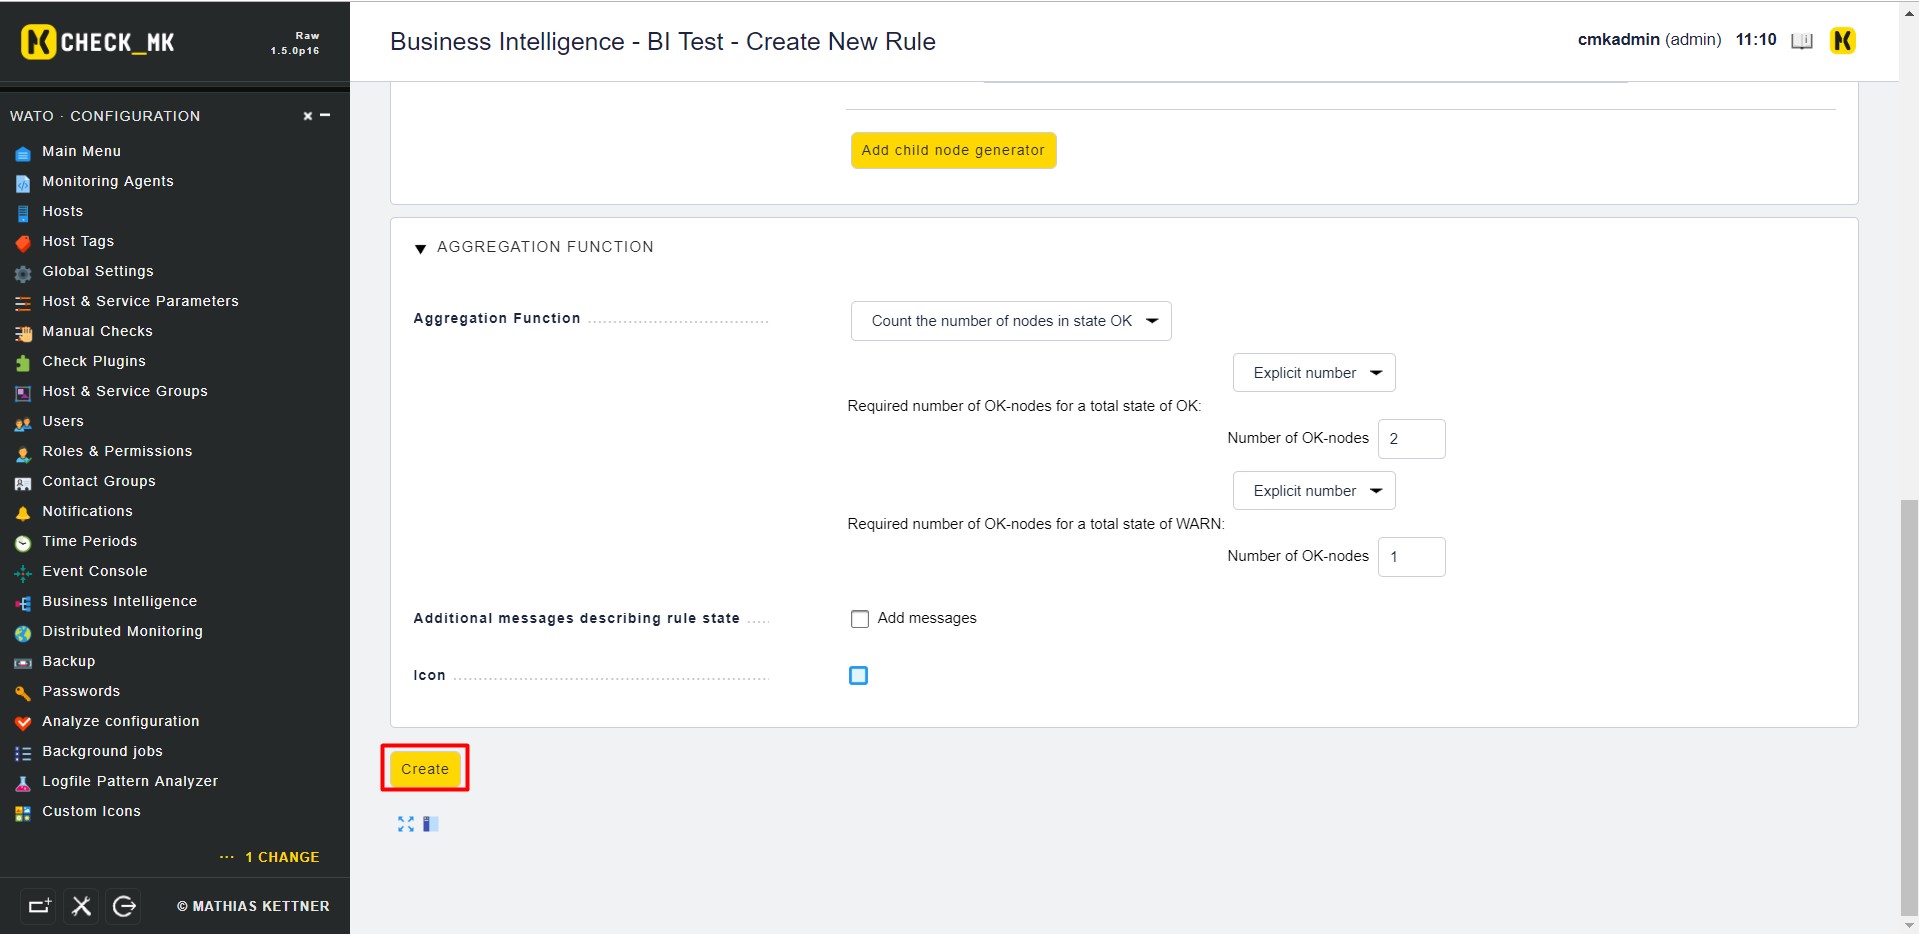 CHECK_MK
Raw
1.5.0p16
Business Intelligence - BI Test - Create New Rule
cmkadmin (admin) 11:10
WATO · CONFIGURATION
Main Menu
Monitoring Agents
Hosts
Host Tags
Global Settings
Host & Service Parameters
Manual Checks
Check Plugins
Host & Service Groups
Users
Roles & Permissions
Contact Groups
Notifications
Time Periods
Event Console
Business Intelligence
Distributed Monitoring
Backup
Passwords
Analyze configuration
Background jobs
Logfile Pattern Analyzer
Custom Icons
··· 1 CHANGE
© MATHIAS KETTNER
Add child node generator
AGGREGATION FUNCTION
Aggregation Function
Count the number of nodes in state OK
Explicit number
Required number of OK-nodes for a total state of OK:
Number of OK-nodes 2
Explicit number
Required number of OK-nodes for a total state of WARN:
Number of OK-nodes 1
Additional messages describing rule state
Add messages
Icon
Create